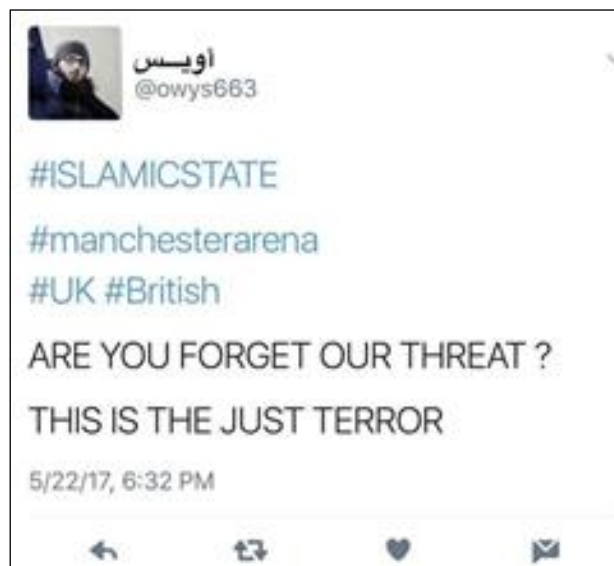 أويــس
@owys663
#ISLAMICSTATE
#manchesterarena
#UK #British
ARE YOU FORGET OUR THREAT ?
THIS IS THE JUST TERROR
5/22/17, 6:32 PM